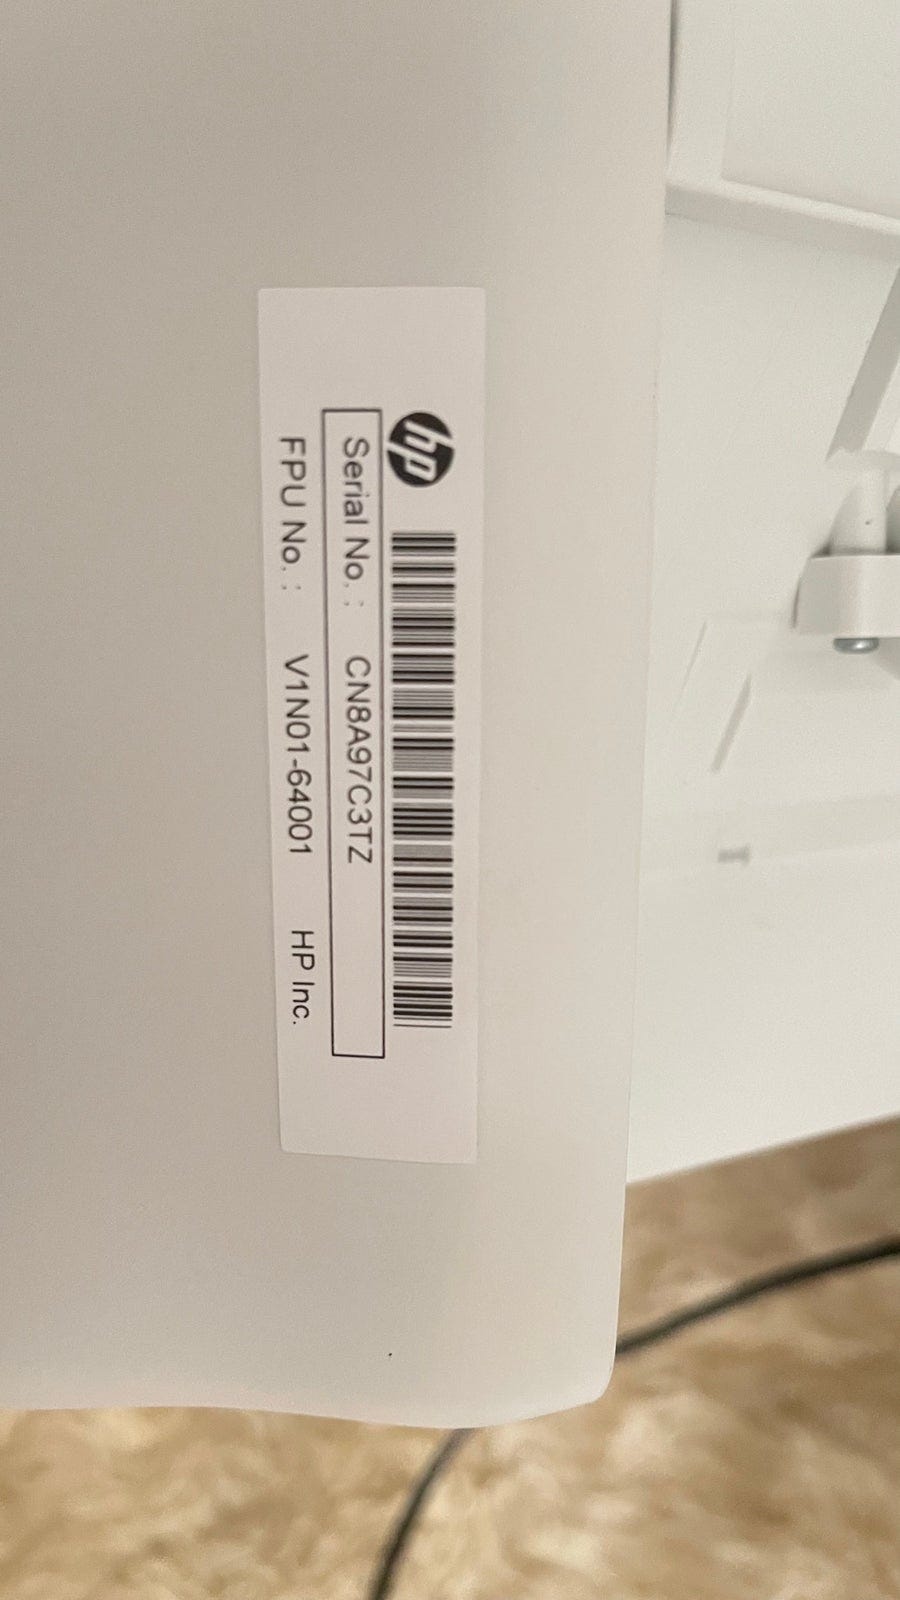 hp
Serial No. : CN8A97C3TZ
FPU No. : V1N01-64001 HP Inc.